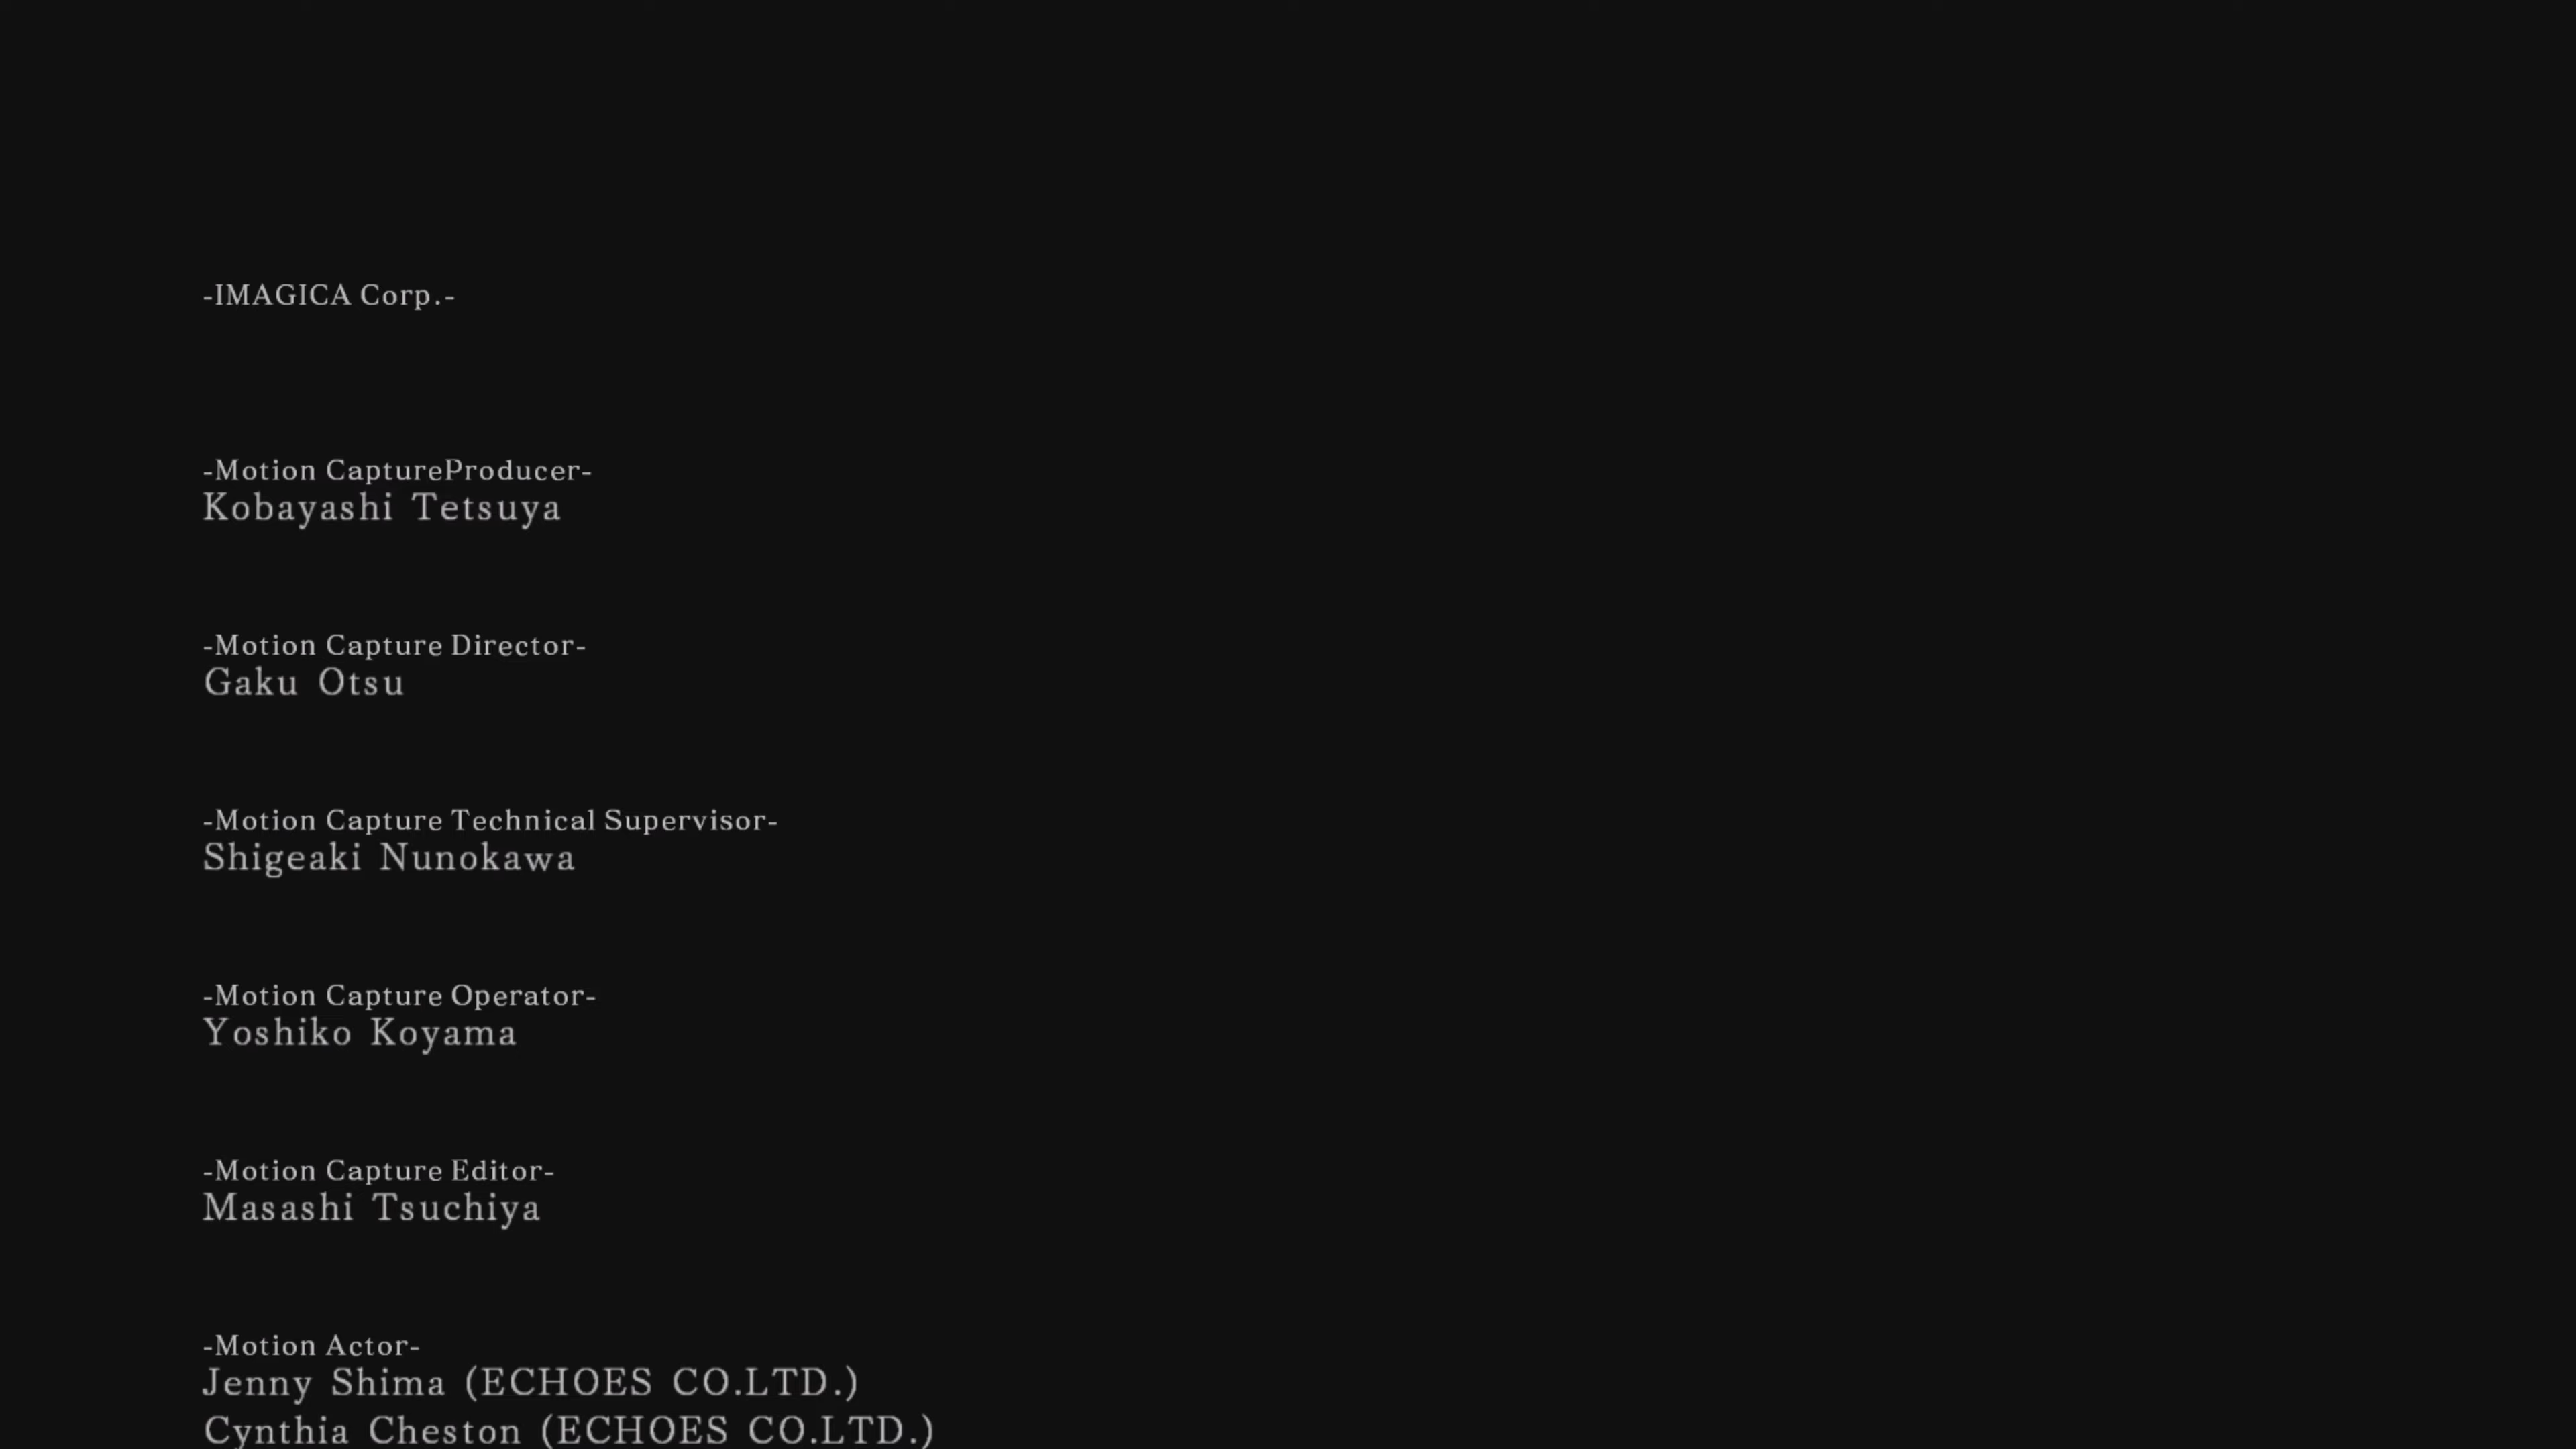 -IMAGICA Corp.-
-Motion CaptureProducer-
Kobayashi Tetsuya
-Motion Capture Director-
Gaku Otsu
-Motion Capture Technical Supervisor-
Shigeaki Nunokawa
-Motion Capture Operator-
Yoshiko Koyama
-Motion Capture Editor-
Masashi Tsuchiya
-Motion Actor-
Jenny Shima (ECHOES CO.LTD.)
Cynthia Cheston (ECHOES CO.LTD.)